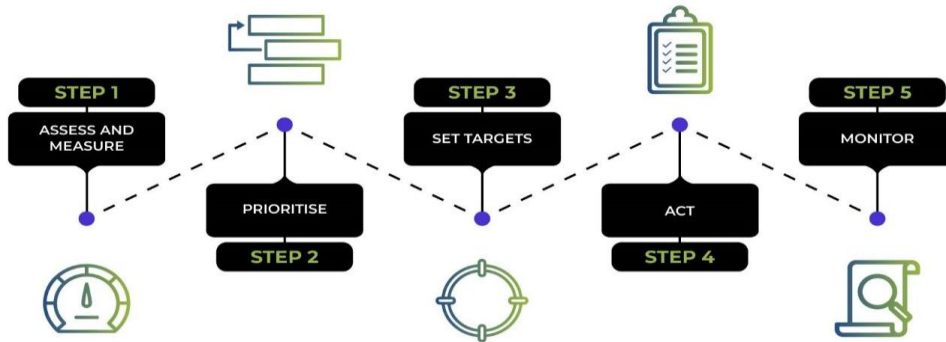 STEP 1
ASSESS AND
MEASURE
PRIORITISE
STEP 2
STEP 3
SET TARGETS
ACT
STEP 4
STEP 5
MONITOR